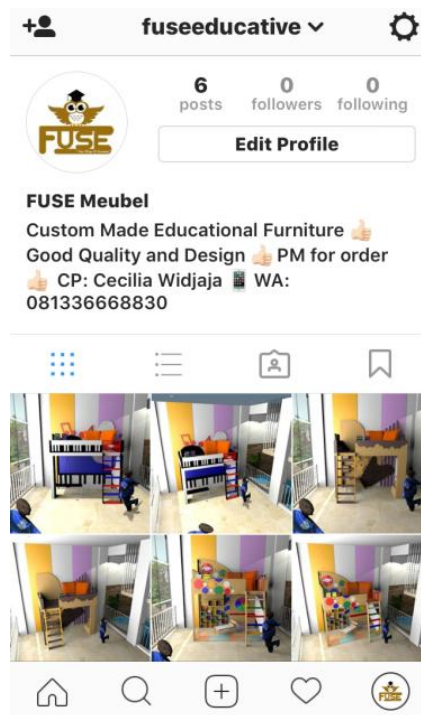 fuseeducative
6 0 0
posts followers following
FUSE
Edit Profile
FUSE Meubel
Custom Made Educational Furniture 👍🏻
Good Quality and Design 👍🏻 PM for order
👍🏻 CP: Cecilia Widjaja 📱 WA:
081336668830
FUSE